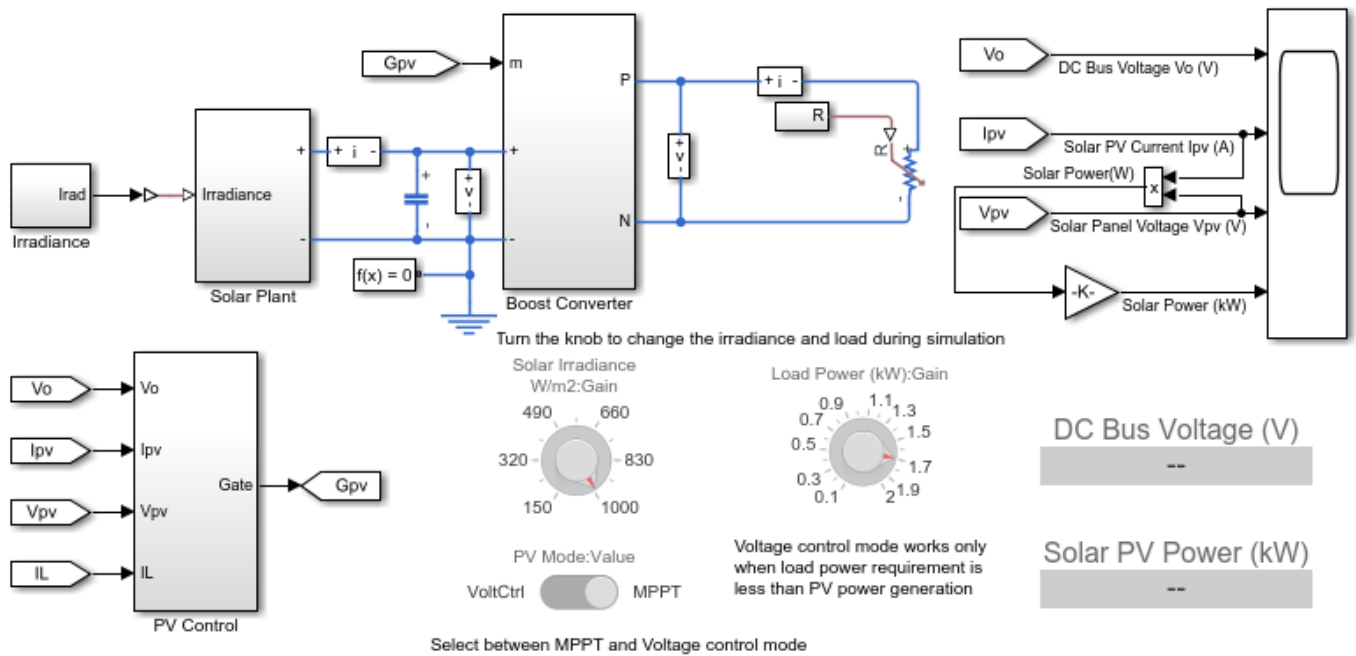 Gpv
m
P
N
+
-
+
-
Boost Converter
+ i -
R
R
+
-
+ v -
Vo
DC Bus Voltage Vo (V)
Ipv
Solar PV Current Ipv (A)
Solar Power(W)
x
Vpv
Solar Panel Voltage Vpv (V)
-K-
Solar Power (kW)
Irad
Irradiance
Irradiance
+
-
Solar Plant
+ i -
+
-
+ v -
f(x) = 0
Turn the knob to change the irradiance and load during simulation
Vo
Ipv
Vpv
IL
Vo
Ipv
Vpv
IL
Gate
Gpv
PV Control
Solar Irradiance
W/m2:Gain
490 660
320 830
150 1000
Load Power (kW):Gain
0.9 1.1
0.7 1.3
0.5 1.5
0.3 1.7
0.1 2 1.9
DC Bus Voltage (V)
--
PV Mode:Value
VoltCtrl MPPT
Voltage control mode works only
when load power requirement is
less than PV power generation
Solar PV Power (kW)
--
Select between MPPT and Voltage control mode